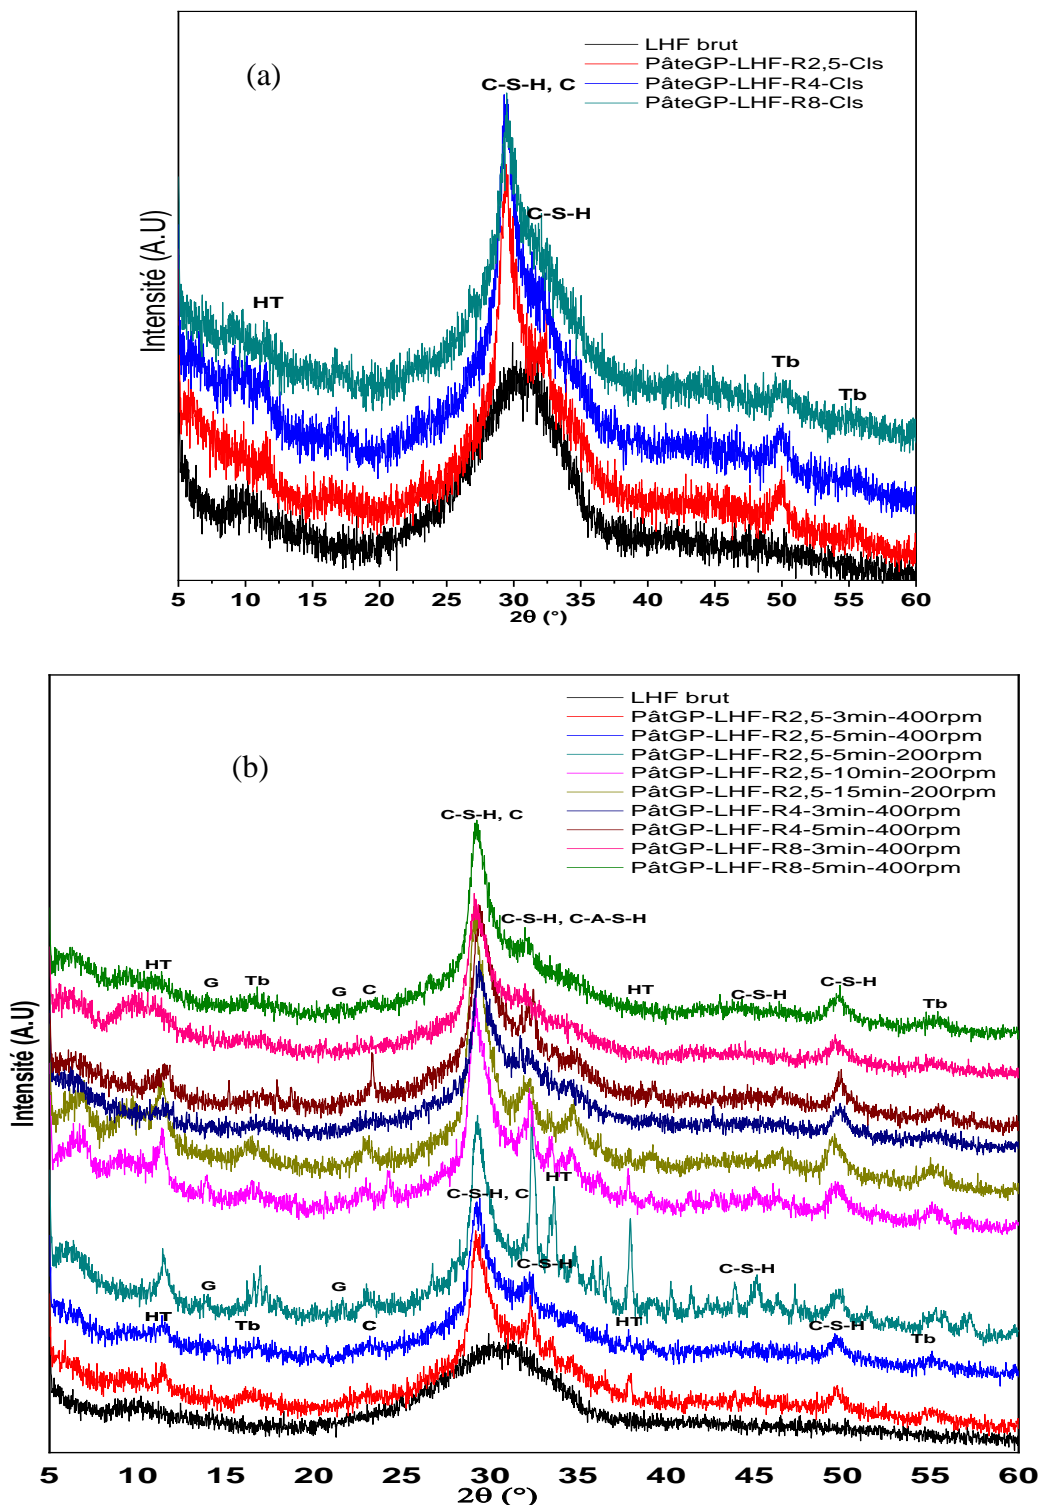 (a)
LHF brut
PâteGP-LHF-R2,5-Cls
PâteGP-LHF-R4-Cls
PâteGP-LHF-R8-Cls
C-S-H, C
C-S-H
HT
Tb
Tb
Intensité (A.U)
5 10 15 20 25 30 35 40 45 50 55 60
2θ (°)
(b)
LHF brut
PâtGP-LHF-R2,5-3min-400rpm
PâtGP-LHF-R2,5-5min-400rpm
PâtGP-LHF-R2,5-5min-200rpm
PâtGP-LHF-R2,5-10min-200rpm
PâtGP-LHF-R2,5-15min-200rpm
PâtGP-LHF-R4-3min-400rpm
PâtGP-LHF-R4-5min-400rpm
PâtGP-LHF-R8-3min-400rpm
PâtGP-LHF-R8-5min-400rpm
C-S-H, C
C-S-H, C-A-S-H
HT G Tb G C HT C-S-H C-S-H Tb
HT
C-S-H, C
G G C-S-H C-S-H
HT Tb C HT C-S-H Tb
Intensité (A.U)
5 10 15 20 25 30 35 40 45 50 55 60
2θ (°)